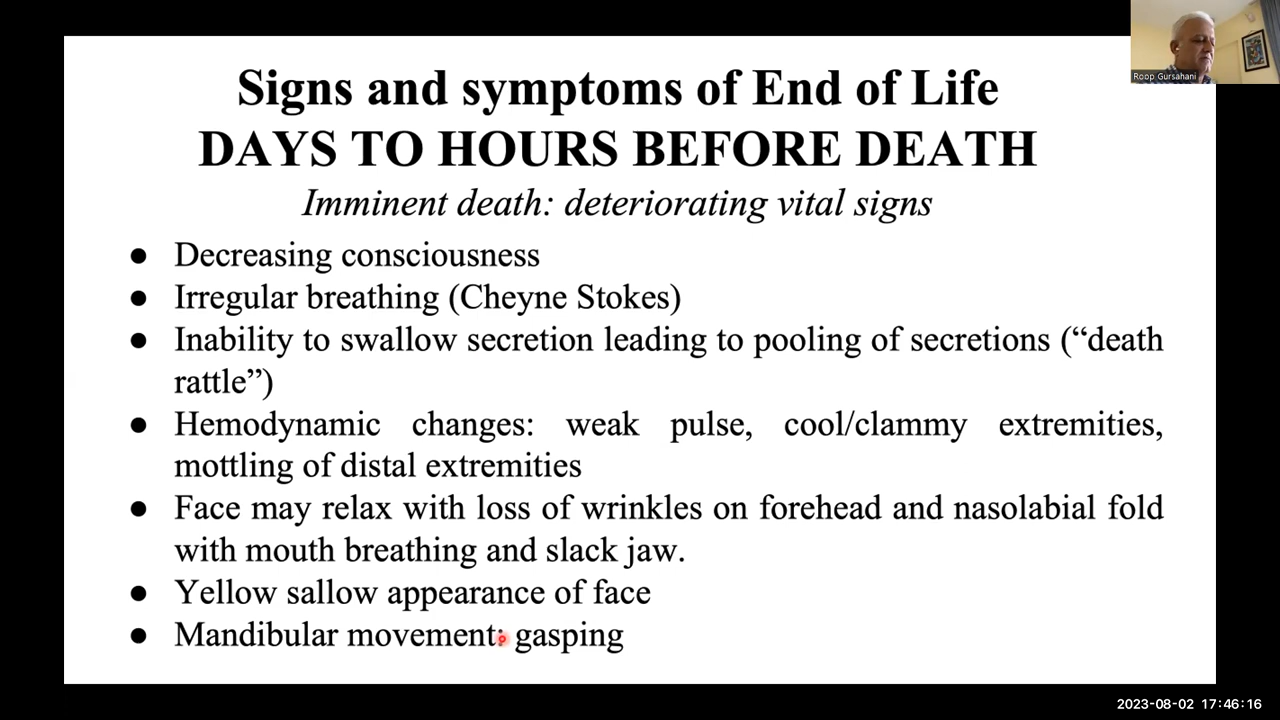 Signs and symptoms of End of Life
DAYS TO HOURS BEFORE DEATH
Imminent death: deteriorating vital signs
● Decreasing consciousness
● Irregular breathing (Cheyne Stokes)
● Inability to swallow secretion leading to pooling of secretions (“death
rattle”)
● Hemodynamic changes: weak pulse, cool/clammy extremities,
mottling of distal extremities
● Face may relax with loss of wrinkles on forehead and nasolabial fold
with mouth breathing and slack jaw.
● Yellow sallow appearance of face
● Mandibular movement: gasping
Roop Gursahani
2023-08-02 17:46:16